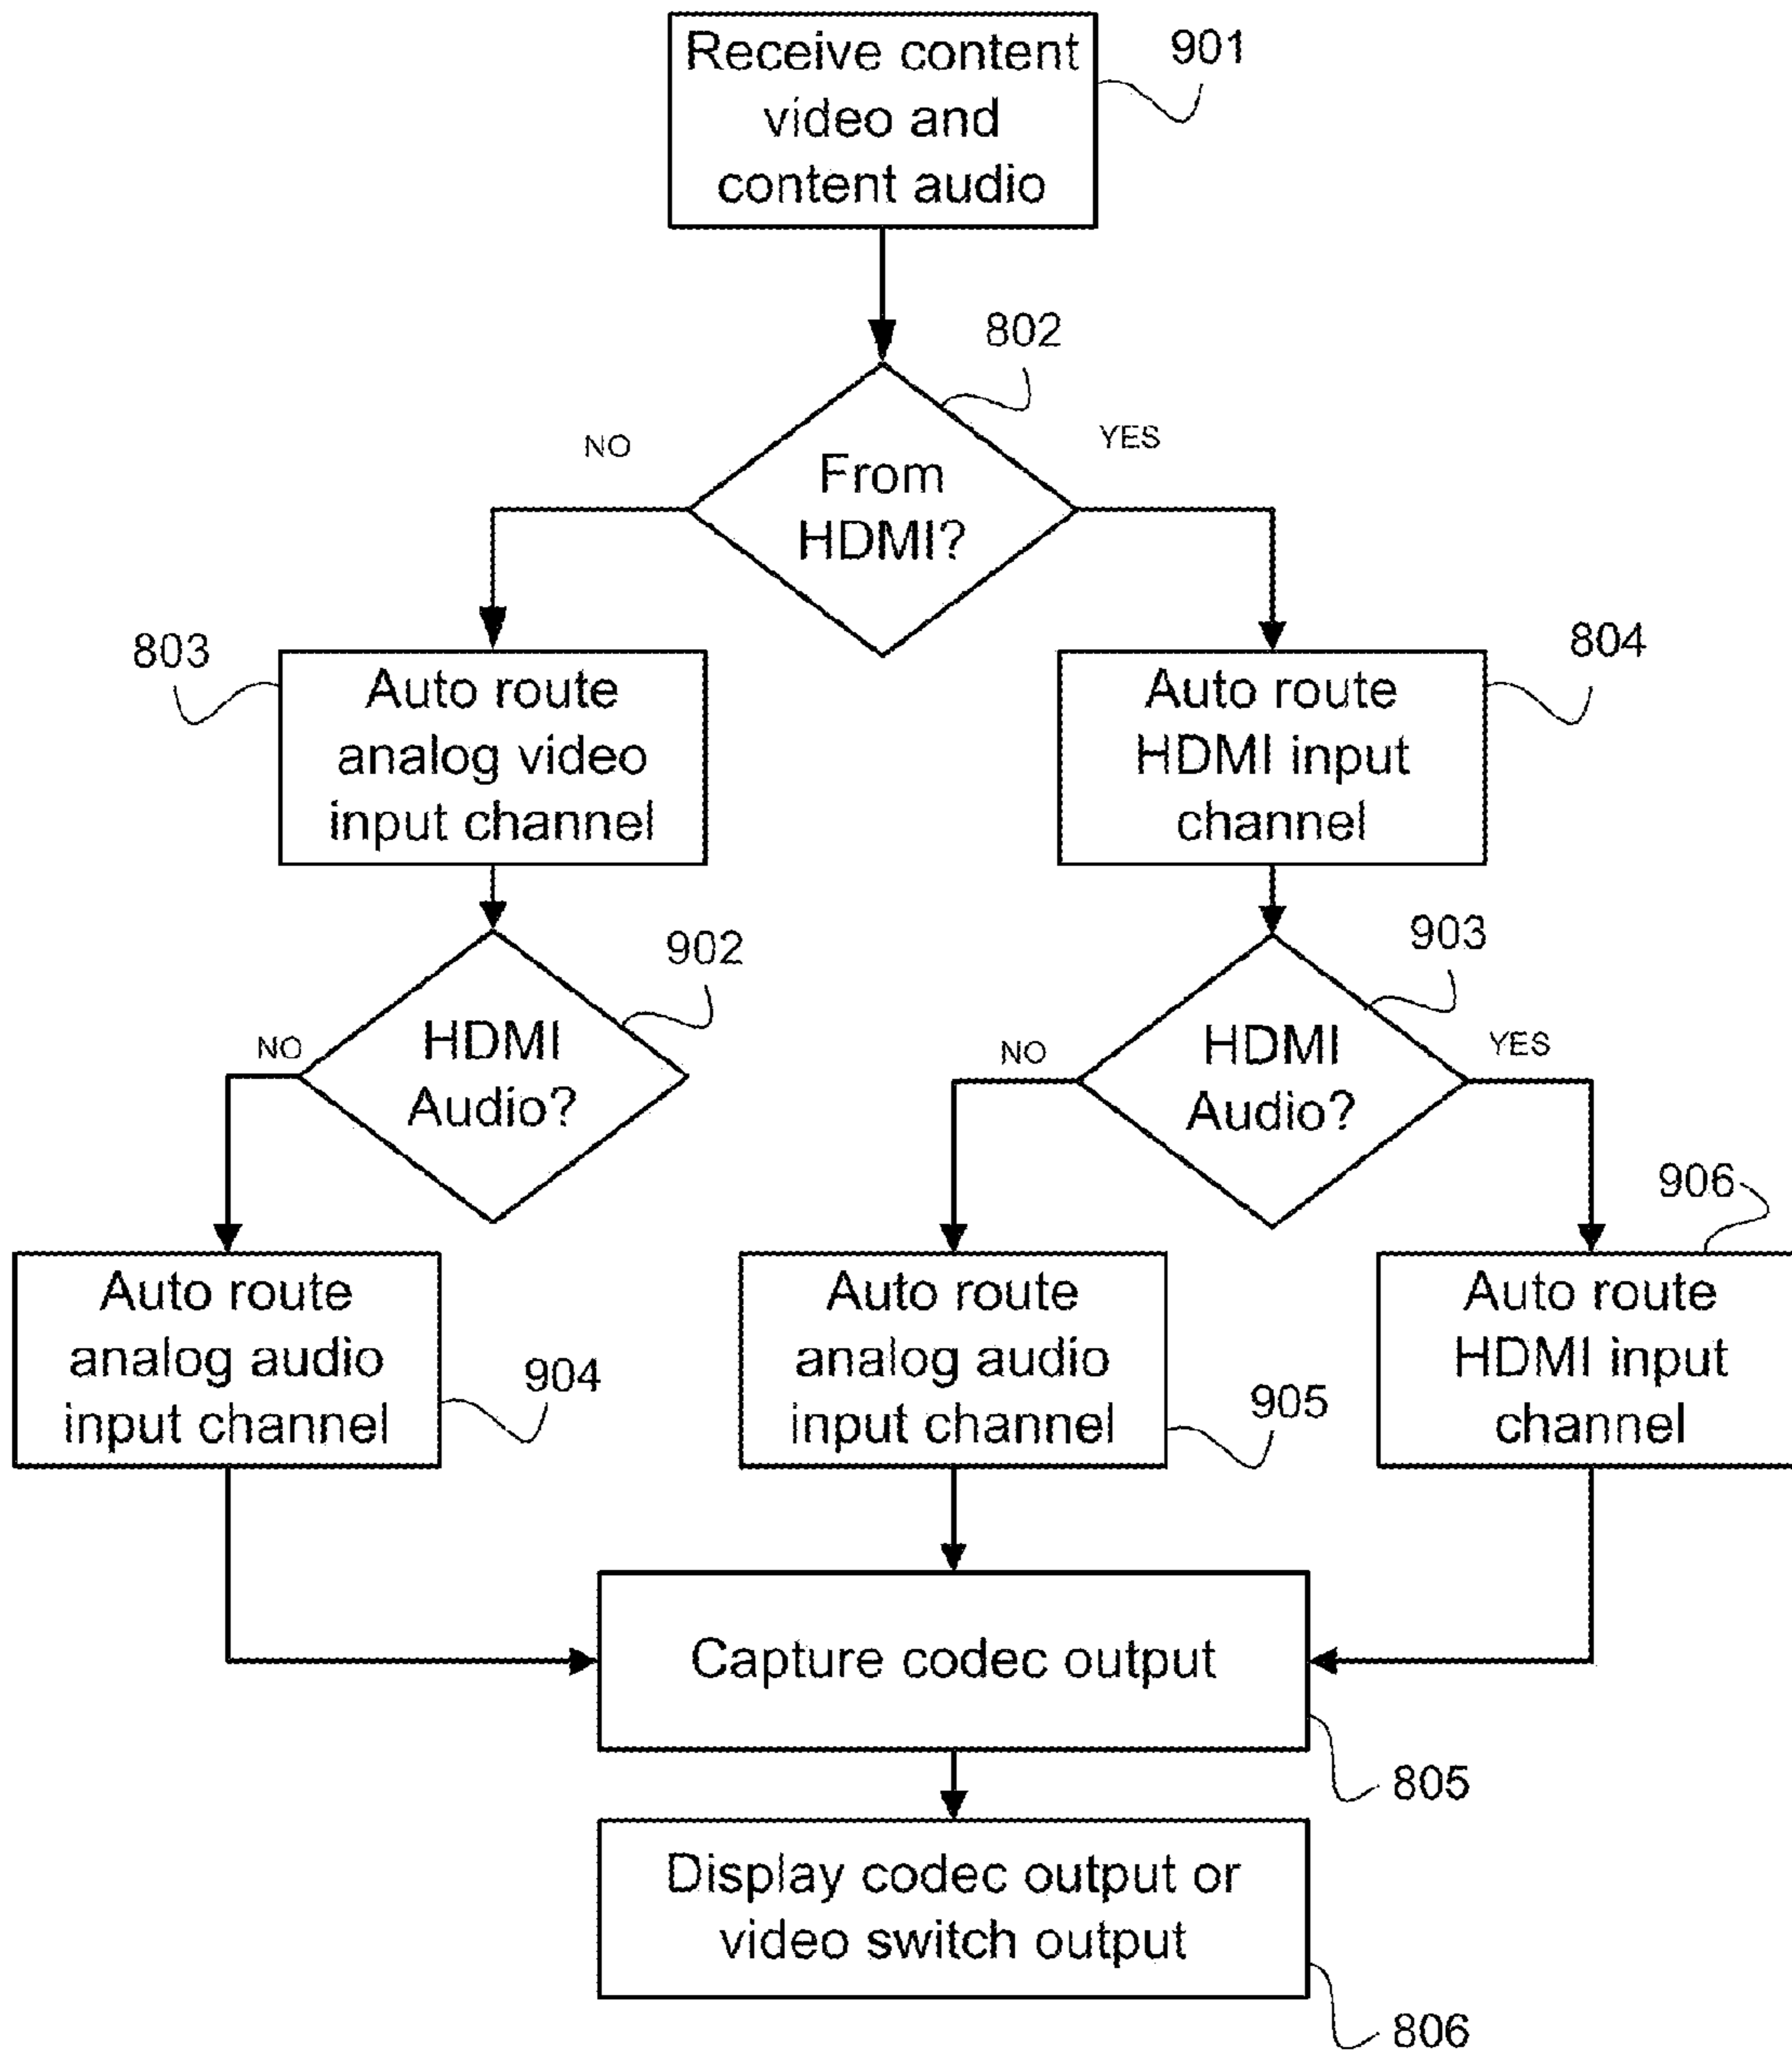 Receive content
video and
content audio
901
802
NO
YES
From
HDMI?
803
Auto route
analog video
input channel
Auto route
HDMI input
channel
804
902
NO
HDMI
Audio?
903
NO
YES
HDMI
Audio?
906
Auto route
analog audio
input channel
904
Auto route
analog audio
input channel
905
Auto route
HDMI input
channel
Capture codec output
805
Display codec output or
video switch output
806